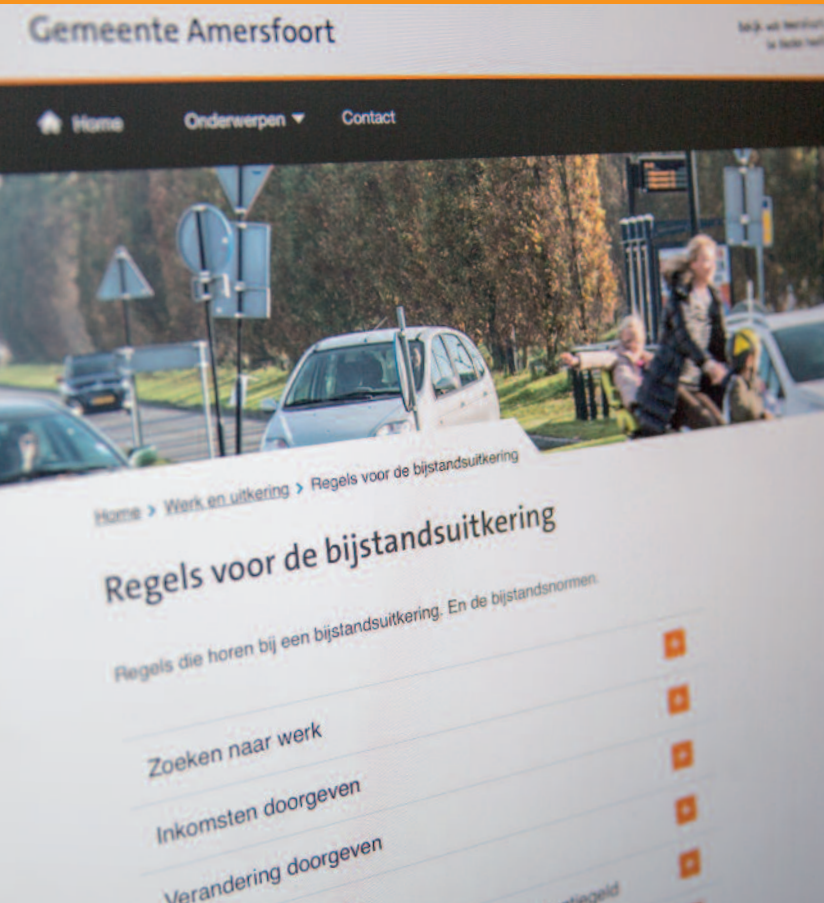 Gemeente Amersfoort
Home Onderwerpen Contact
Home > Werk en uitkering > Regels voor de bijstandsuitkering
Regels voor de bijstandsuitkering
Regels die horen bij een bijstandsuitkering. En de bijstandsnormen.
Zoeken naar werk
Inkomsten doorgeven
Verandering doorgeven